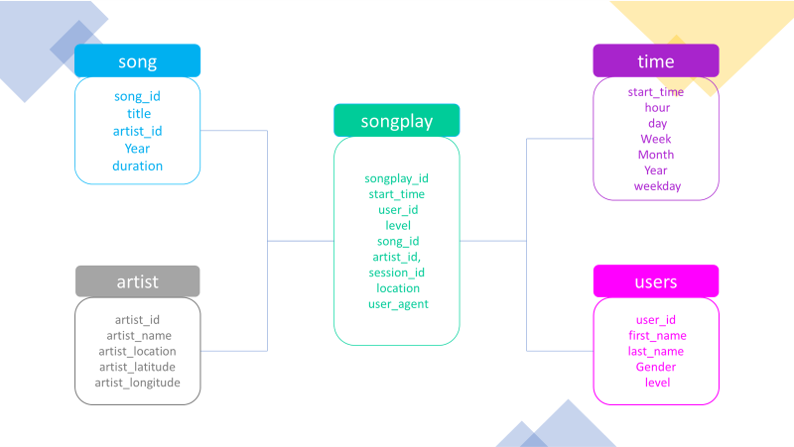 song
song_id
title
artist_id
Year
duration
artist
artist_id
artist_name
artist_location
artist_latitude
artist_longitude
songplay
songplay_id
start_time
user_id
level
song_id
artist_id,
session_id
location
user_agent
time
start_time
hour
day
Week
Month
Year
weekday
users
user_id
first_name
last_name
Gender
level